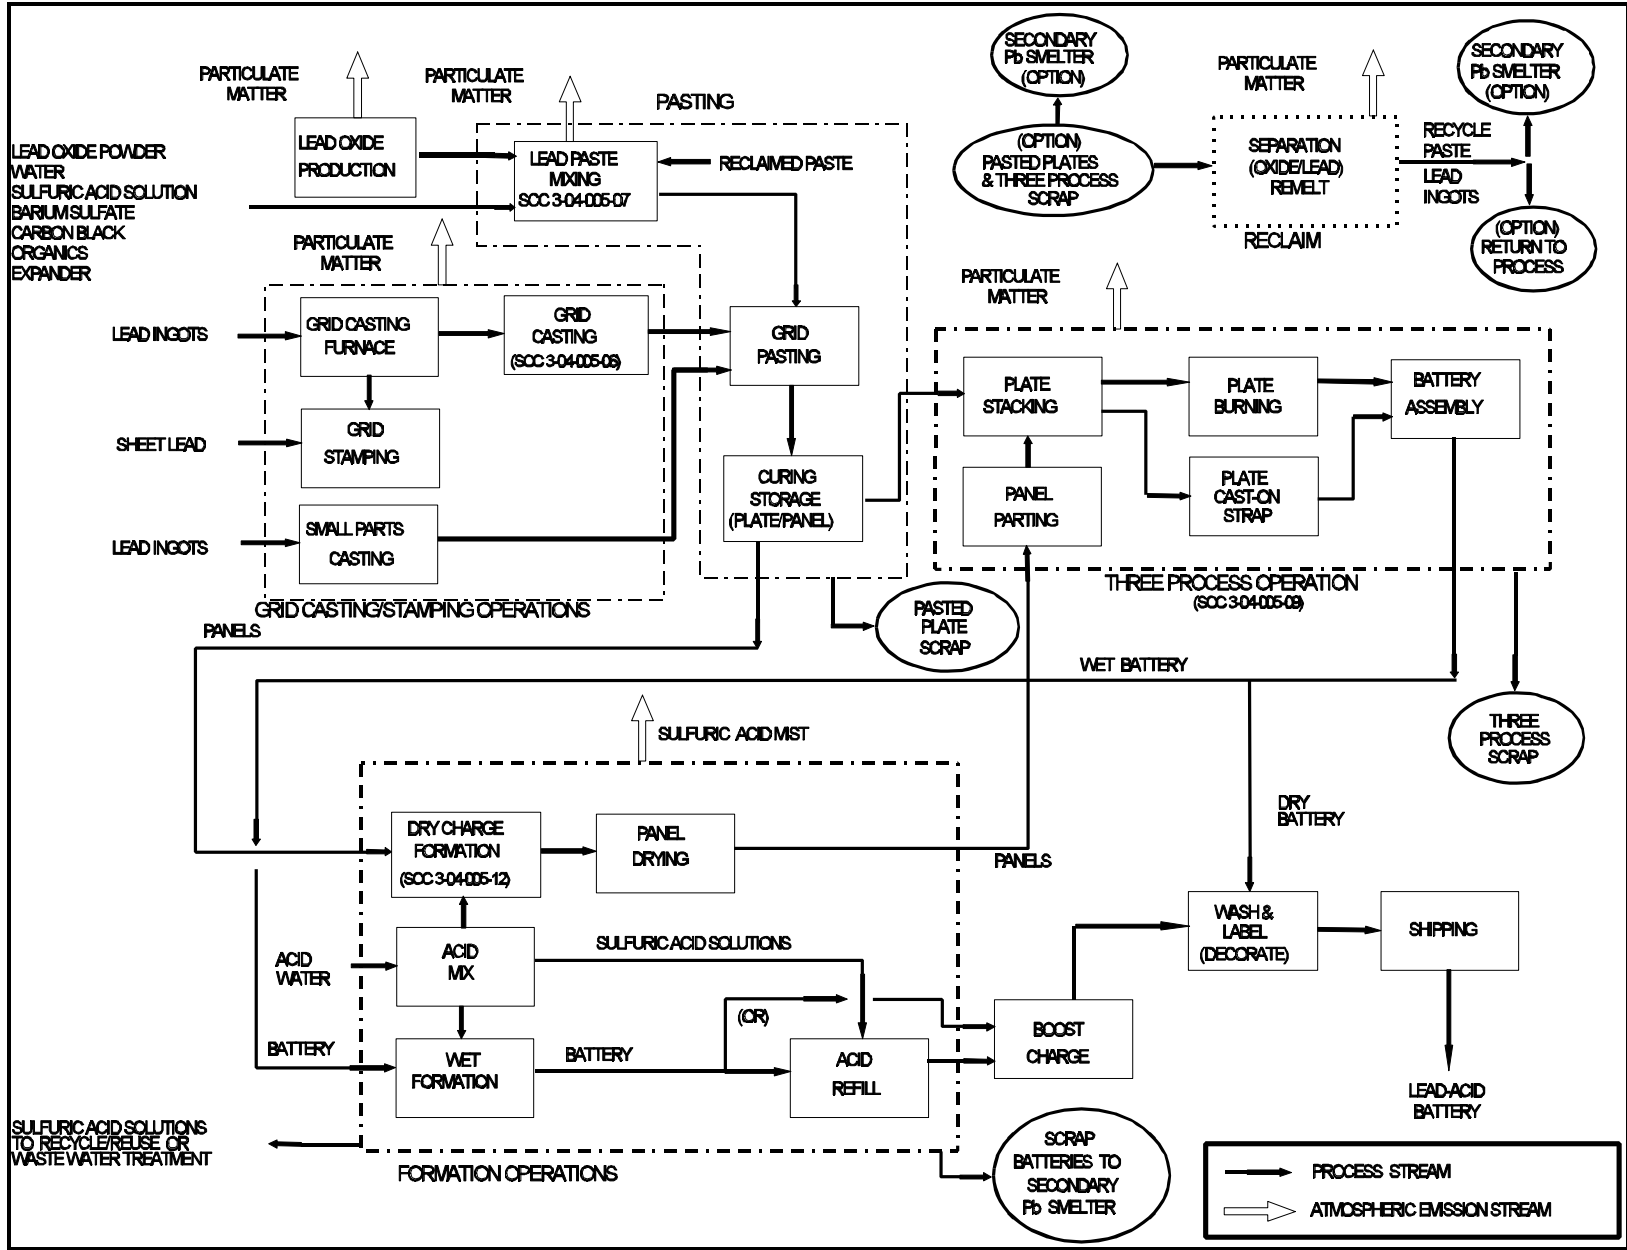 SECONDARY
Pb SMELTER
(OPTION)
SECONDARY
Pb SMELTER
(OPTION)
PARTICULATE
MATTER
PARTICULATE
MATTER
PARTICULATE
MATTER
PASTING
LEAD OXIDE
PRODUCTION
LEAD PASTE
MIXING
SCC 3-04-005-07
RECLAIMED PASTE
(OPTION)
PASTED PLATES
& THREE PROCESS
SCRAP
SEPARATION
(OXIDE/LEAD)
REMELT
RECYCLE
PASTE
LEAD
INGOTS
RECLAIM
(OPTION)
RETURN TO
PROCESS
LEAD OXIDE POWDER
WATER
SULFURIC ACID SOLUTION
BARIUM SULFATE
CARBON BLACK
ORGANICS
EXPANDER
PARTICULATE
MATTER
PARTICULATE
MATTER
LEAD INGOTS
GRID CASTING
FURNACE
GRID
CASTING
(SCC 3-04-005-06)
GRID
PASTING
PLATE
STACKING
PLATE
BURNING
BATTERY
ASSEMBLY
SHEET LEAD
GRID
STAMPING
CURING
STORAGE
(PLATE/PANEL)
PANEL
PARTING
PLATE
CAST-ON
STRAP
LEAD INGOTS
SMALL PARTS
CASTING
GRID CASTING/STAMPING OPERATIONS
THREE PROCESS OPERATION
(SCC 3-04-005-09)
PASTED
PLATE
SCRAP
PANELS
WET BATTERY
THREE
PROCESS
SCRAP
SULFURIC ACID MIST
DRY
BATTERY
DRY CHARGE
FORMATION
(SCC 3-04-005-12)
PANEL
DRYING
PANELS
ACID
WATER
ACID
MIX
SULFURIC ACID SOLUTIONS
WASH &
LABEL
(DECORATE)
SHIPPING
(OR)
BOOST
CHARGE
BATTERY
WET
FORMATION
BATTERY
ACID
REFILL
LEAD-ACID
BATTERY
SULFURIC ACID SOLUTIONS
TO RECYCLE/REUSE OR
WASTE WATER TREATMENT
FORMATION OPERATIONS
SCRAP
BATTERIES TO
SECONDARY
Pb SMELTER
PROCESS STREAM
ATMOSPHERIC EMISSION STREAM